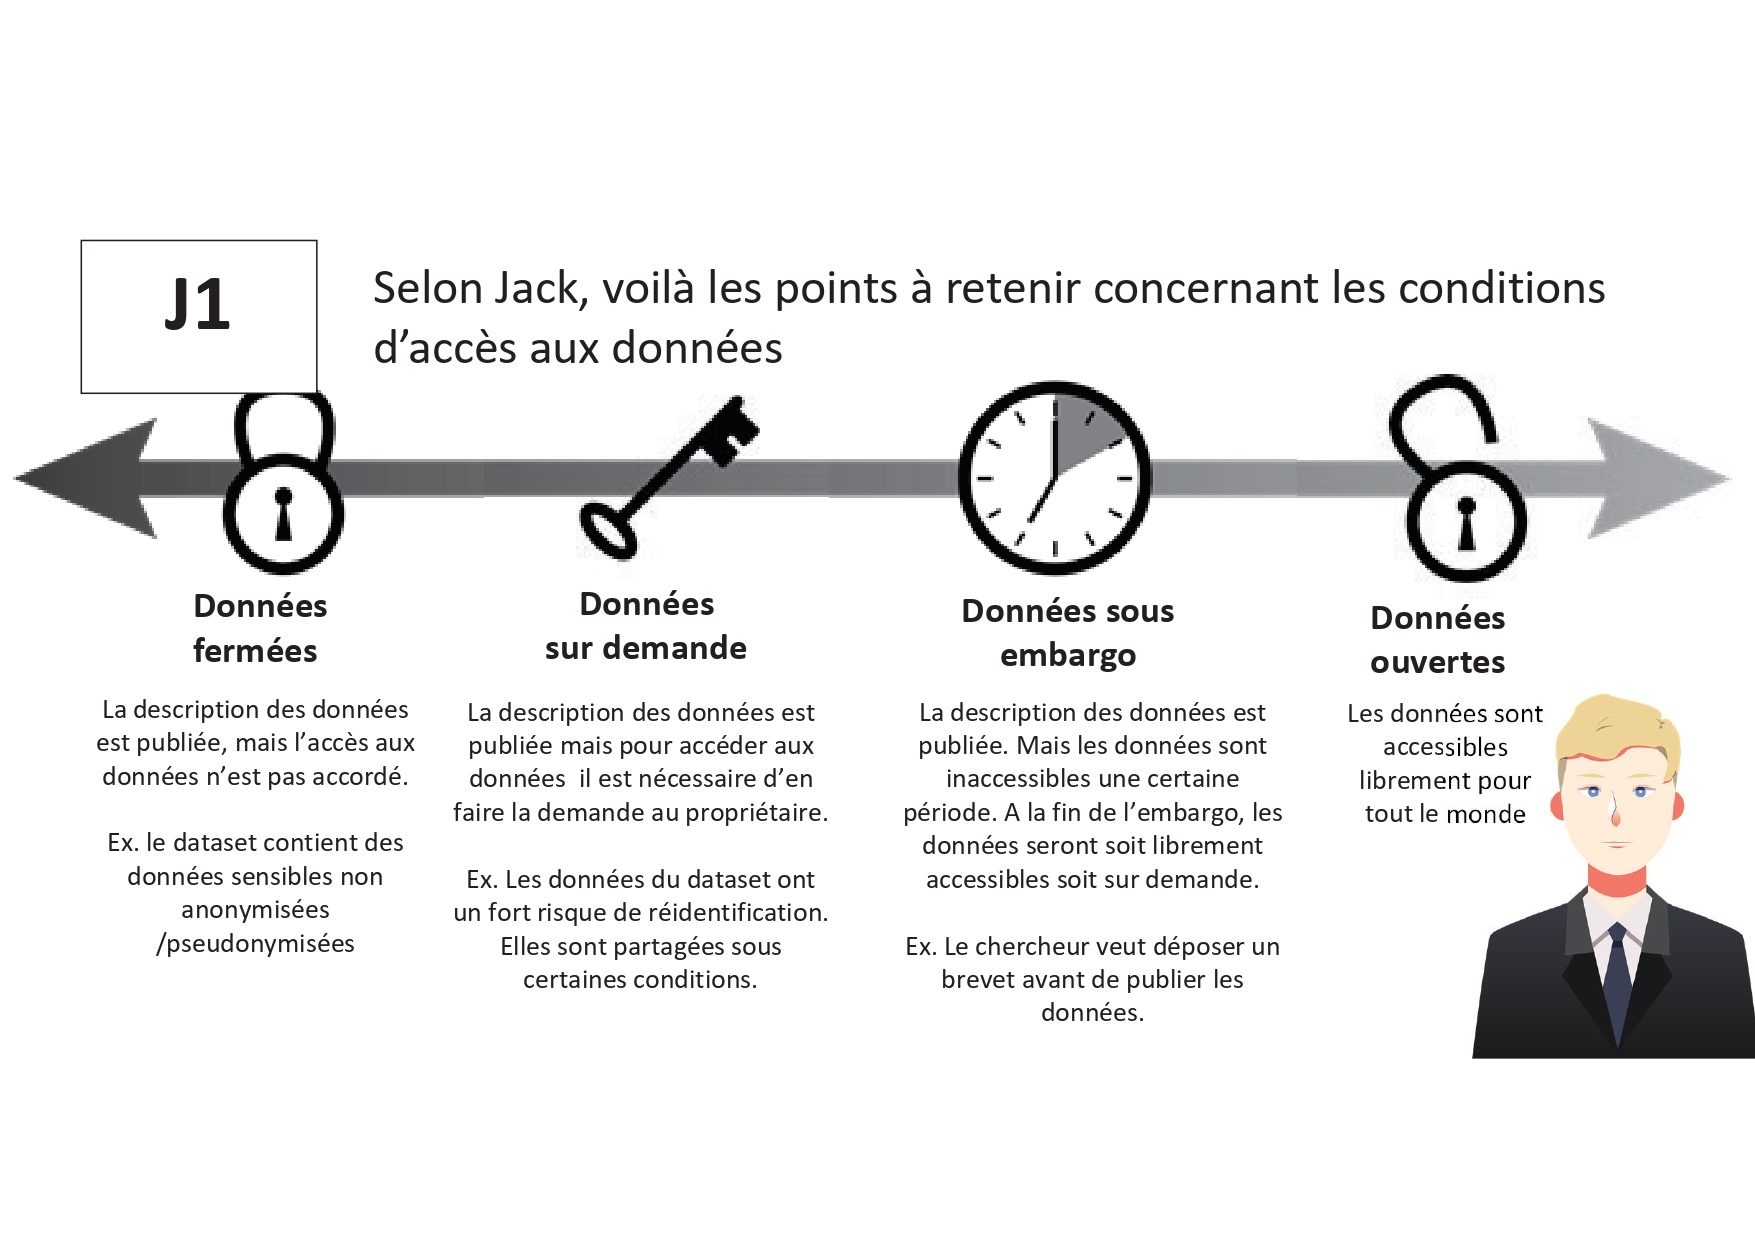 J1
Selon Jack, voilà les points à retenir concernant les conditions
d’accès aux données
Données
fermées
La description des données
est publiée, mais l’accès aux
données n’est pas accordé.
Ex. le dataset contient des
données sensibles non
anonymisées
/pseudonymisées
Données
sur demande
La description des données est
publiée mais pour accéder aux
données  il est nécessaire d’en
faire la demande au propriétaire.
Ex. Les données du dataset ont
un fort risque de réidentification.
Elles sont partagées sous
certaines conditions.
Données sous
embargo
La description des données est
publiée. Mais les données sont
inaccessibles une certaine
période. A la fin de l’embargo, les
données seront soit librement
accessibles soit sur demande.
Ex. Le chercheur veut déposer un
brevet avant de publier les
données.
Données
ouvertes
Les données sont
accessibles
librement pour
tout le monde